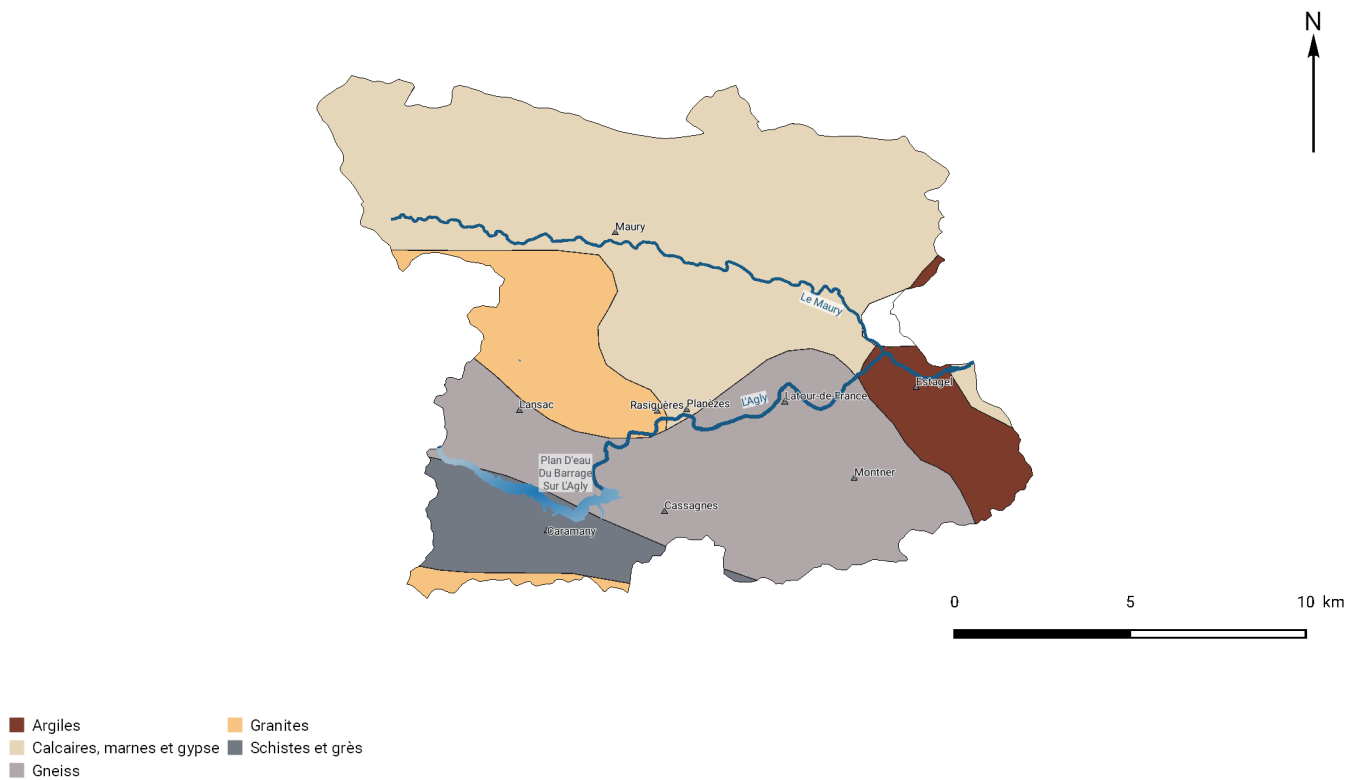 N
Maury
Le Maury
Estagel
Lansac
Rasiguères
Planèzes
L'Agly
Latour-de-France
Plan D'eau
Du Barrage
Sur L'Agly
Montner
Cassagnes
Caramany
0 5 10 km
Argiles
Calcaires, marnes et gypse
Gneiss
Granites
Schistes et grès